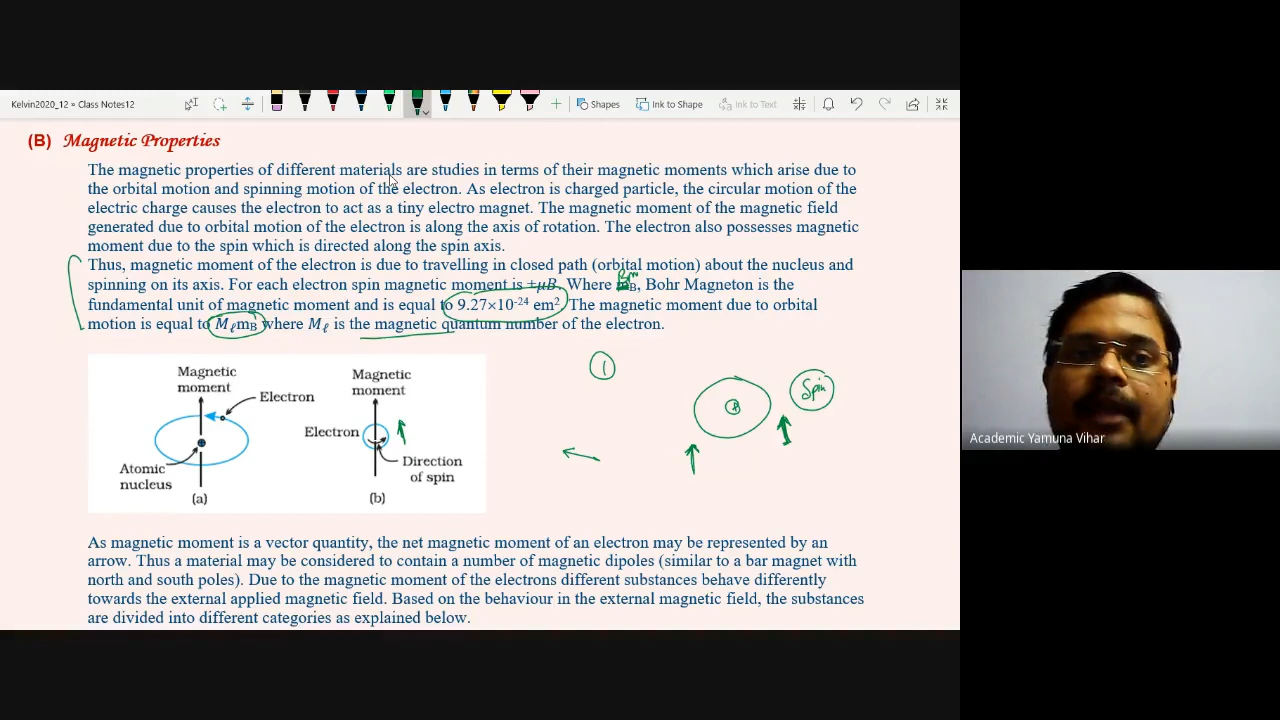 Kelvin2020_12 » Class Notes12
Shapes
Ink to Shape
Ink to Text
(B) Magnetic Properties
The magnetic properties of different materials are studies in terms of their magnetic moments which arise due to
the orbital motion and spinning motion of the electron. As electron is charged particle, the circular motion of the
electric charge causes the electron to act as a tiny electro magnet. The magnetic moment of the magnetic field
generated due to orbital motion of the electron is along the axis of rotation. The electron also possesses magnetic
moment due to the spin which is directed along the spin axis.
Thus, magnetic moment of the electron is due to travelling in closed path (orbital motion) about the nucleus and
spinning on its axis. For each electron spin magnetic moment is ±μB. Where mB, Bohr Magneton is the
fundamental unit of magnetic moment and is equal to 9.27×10⁻²⁴ em² The magnetic moment due to orbital
motion is equal to Mℓ mB where Mℓ is the magnetic quantum number of the electron.
1
Spin
Magnetic
moment
Electron
Atomic
nucleus
(a)
Magnetic
moment
Electron
Direction
of spin
(b)
As magnetic moment is a vector quantity, the net magnetic moment of an electron may be represented by an
arrow. Thus a material may be considered to contain a number of magnetic dipoles (similar to a bar magnet with
north and south poles). Due to the magnetic moment of the electrons different substances behave differently
towards the external applied magnetic field. Based on the behaviour in the external magnetic field, the substances
are divided into different categories as explained below.
Academic Yamuna Vihar